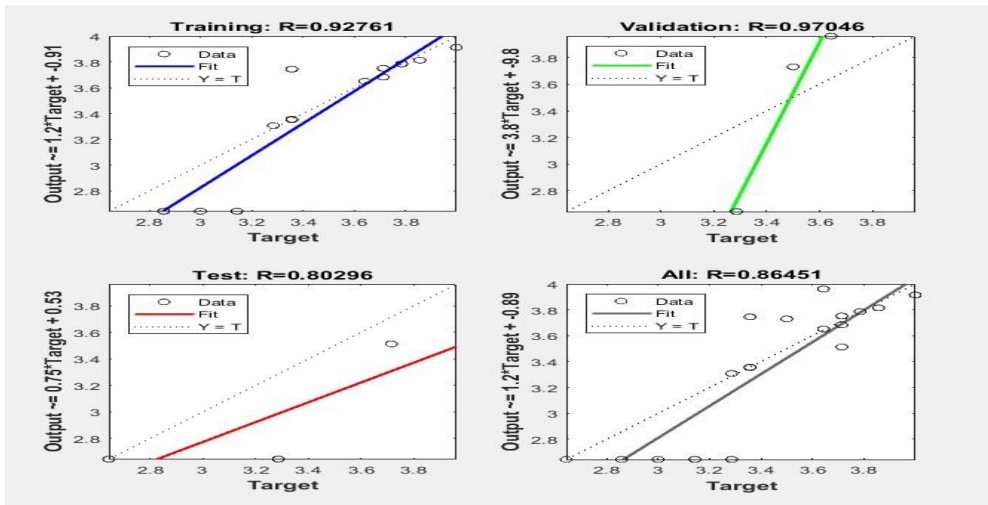 Training: R=0.92761
Output ~= 1.2*Target + -0.91
4
3.8
3.6
3.4
3.2
3
2.8
Data
Fit
Y = T
2.8 3 3.2 3.4 3.6 3.8
Target
Validation: R=0.97046
Output ~= 3.8*Target + -9.8
3.8
3.6
3.4
3.2
3
2.8
Data
Fit
Y = T
2.8 3 3.2 3.4 3.6 3.8
Target
Test: R=0.80296
Output ~= 0.75*Target + 0.53
3.8
3.6
3.4
3.2
3
2.8
Data
Fit
Y = T
2.8 3 3.2 3.4 3.6 3.8
Target
All: R=0.86451
Output ~= 1.2*Target + -0.89
4
3.8
3.6
3.4
3.2
3
2.8
Data
Fit
Y = T
2.8 3 3.2 3.4 3.6 3.8
Target